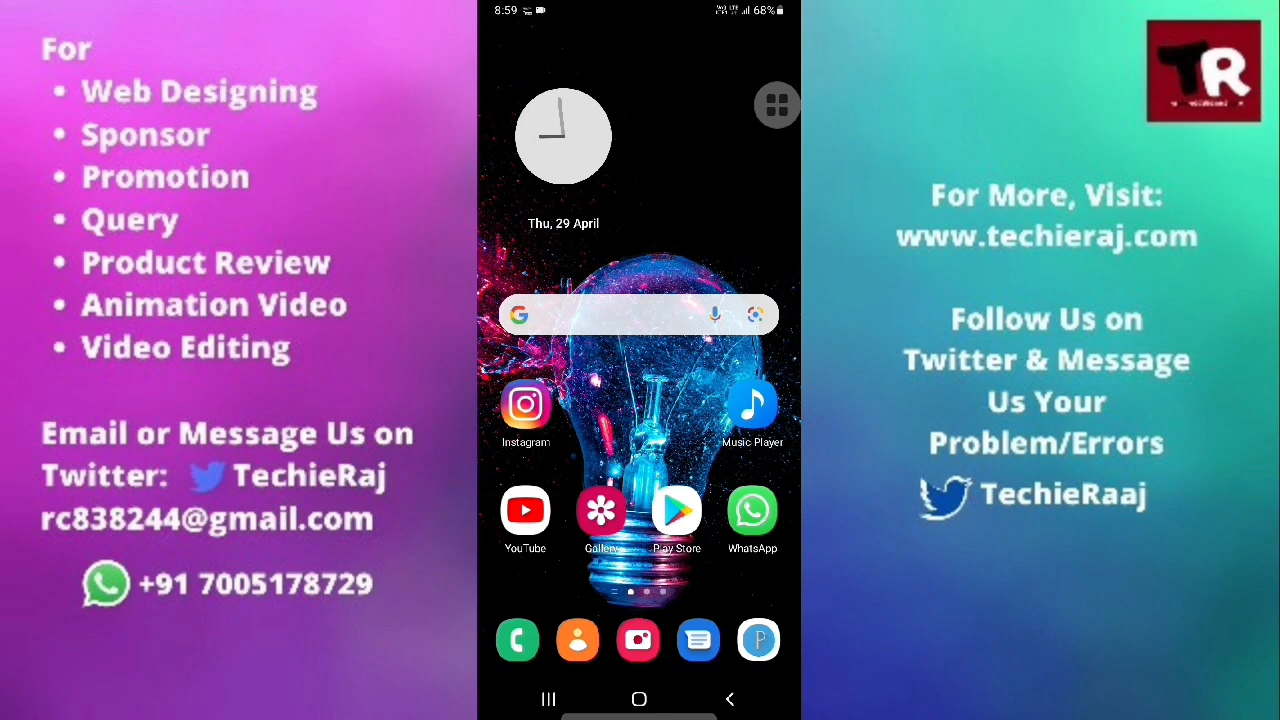 For
• Web Designing
• Sponsor
• Promotion
• Query
• Product Review
• Animation Video
• Video Editing
Email or Message Us on
Twitter: TechieRaj
rc838244@gmail.com
+91 7005178729
8:59
68%
Thu, 29 April
Instagram
Music Player
YouTube
Gallery
Play Store
WhatsApp
TR
For More, Visit:
www.techieraj.com
Follow Us on
Twitter & Message
Us Your
Problem/Errors
TechieRaaj